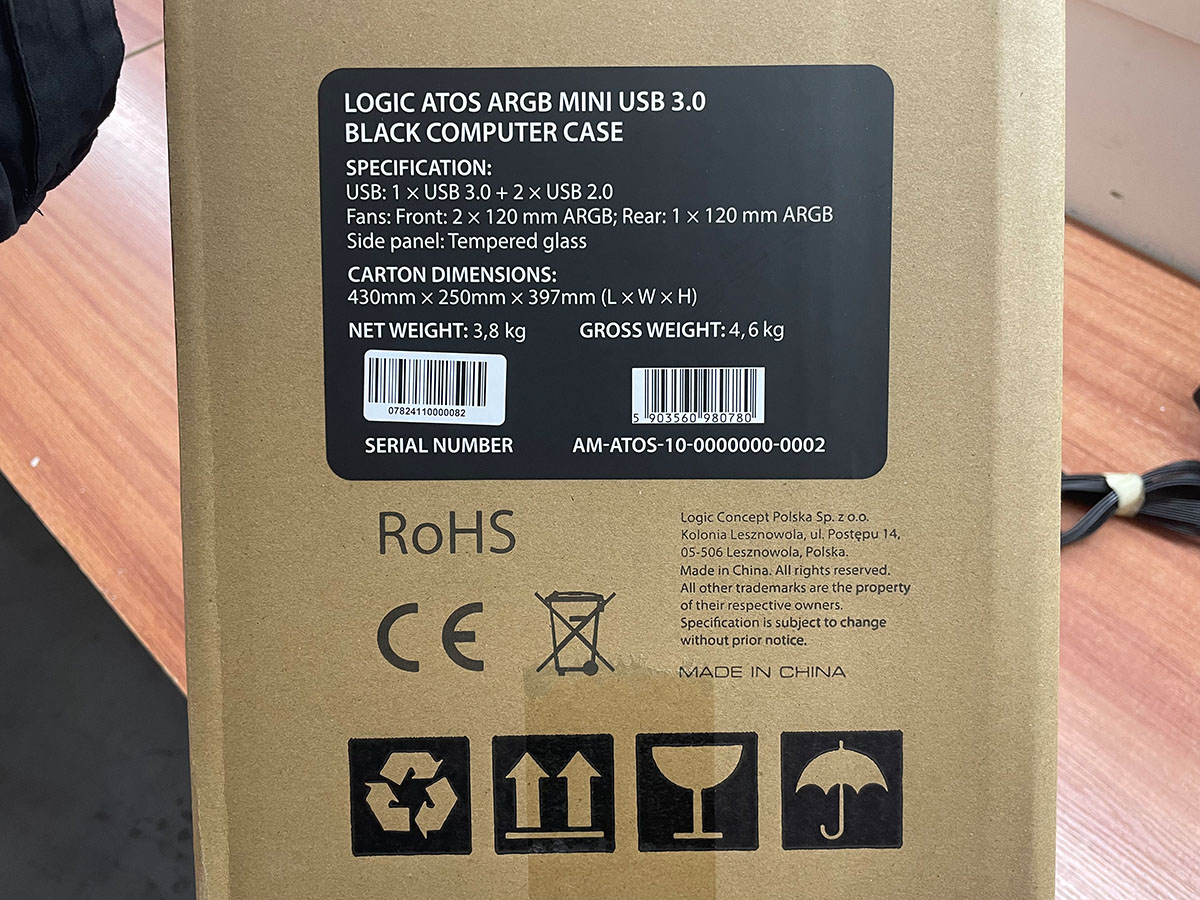 LOGIC ATOS ARGB MINI USB 3.0
BLACK COMPUTER CASE
SPECIFICATION:
USB: 1 × USB 3.0 + 2 × USB 2.0
Fans: Front: 2 × 120 mm ARGB; Rear: 1 × 120 mm ARGB
Side panel: Tempered glass
CARTON DIMENSIONS:
430mm × 250mm × 397mm (L × W × H)
NET WEIGHT: 3,8 kg GROSS WEIGHT: 4,6 kg
07824110000082
5 903560 980780
SERIAL NUMBER AM-ATOS-10-0000000-0002
RoHS
CE
Logic Concept Polska Sp. z o.o.
Kolonia Lesznowola, ul. Postępu 14,
05-506 Lesznowola, Polska.
Made in China. All rights reserved.
All other trademarks are the property
of their respective owners.
Specification is subject to change
without prior notice.
MADE IN CHINA